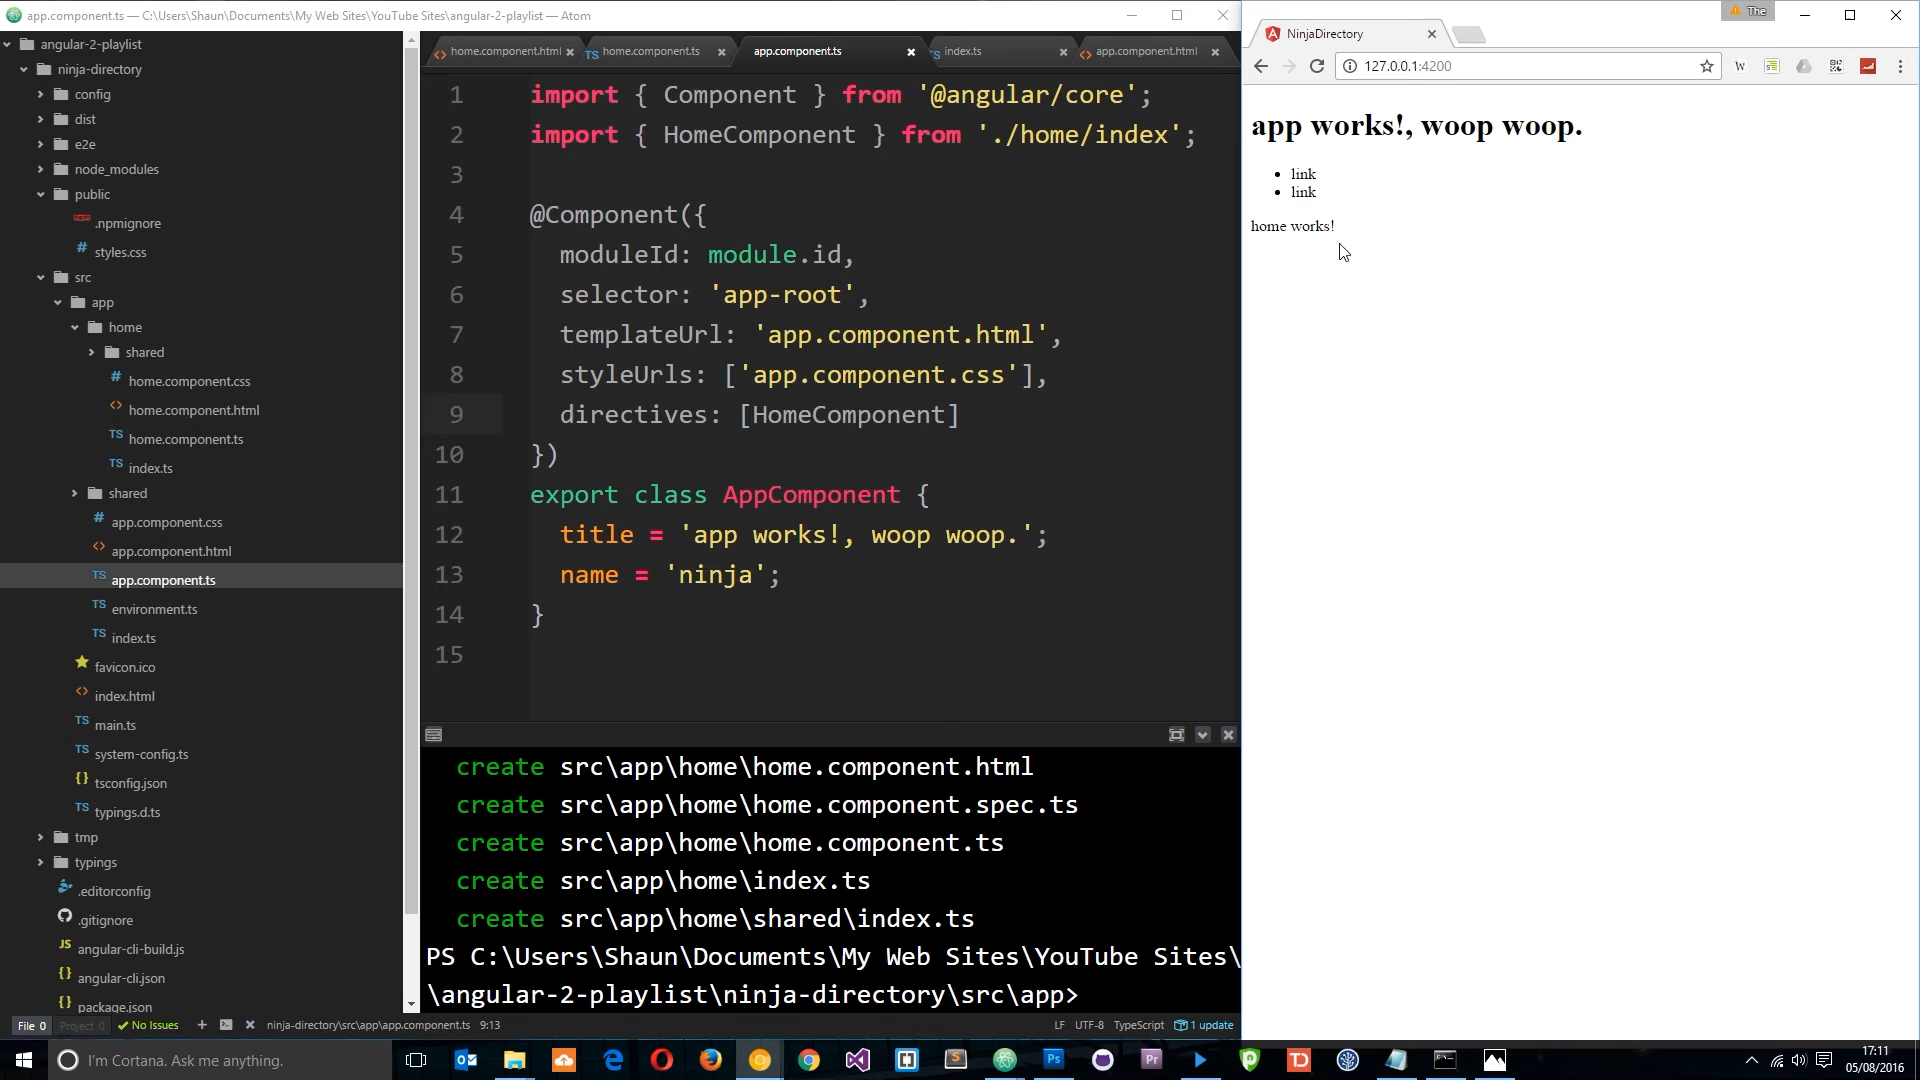 app.component.ts — C:\Users\Shaun\Documents\My Web Sites\YouTube Sites\angular-2-playlist — Atom
angular-2-playlist
ninja-directory
config
dist
e2e
node_modules
public
.npmignore
styles.css
src
app
home
shared
home.component.css
home.component.html
home.component.ts
index.ts
shared
app.component.css
app.component.html
app.component.ts
environment.ts
index.ts
favicon.ico
index.html
main.ts
system-config.ts
tsconfig.json
typings.d.ts
tmp
typings
.editorconfig
.gitignore
angular-cli-build.js
angular-cli.json
package.json
home.component.html
home.component.ts
app.component.ts
index.ts
app.component.html
1 import { Component } from '@angular/core';
2 import { HomeComponent } from './home/index';
3
4 @Component({
5 moduleId: module.id,
6 selector: 'app-root',
7 templateUrl: 'app.component.html',
8 styleUrls: ['app.component.css'],
9 directives: [HomeComponent]
10 })
11 export class AppComponent {
12 title = 'app works!, woop woop.';
13 name = 'ninja';
14 }
15
create src\app\home\home.component.html
create src\app\home\home.component.spec.ts
create src\app\home\home.component.ts
create src\app\home\index.ts
create src\app\home\shared\index.ts
PS C:\Users\Shaun\Documents\My Web Sites\YouTube Sites\
\angular-2-playlist\ninja-directory\src\app>
File 0 Project 0 No Issues ninja-directory\src\app\app.component.ts 9:13 LF UTF-8 TypeScript 1 update
The
NinjaDirectory
127.0.0.1:4200
app works!, woop woop.
link
link
home works!
I'm Cortana. Ask me anything.
17:11
05/08/2016